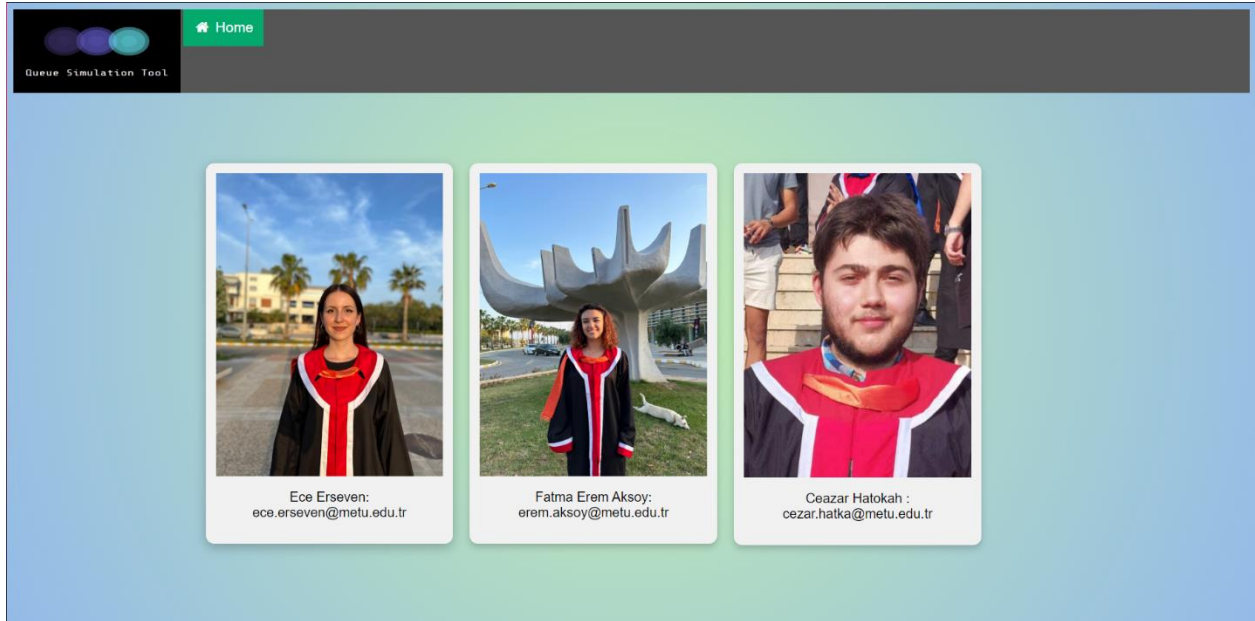 Home
Queue Simulation Tool
Ece Erseven:
ece.erseven@metu.edu.tr
Fatma Erem Aksoy:
erem.aksoy@metu.edu.tr
Ceazar Hatokah :
cezar.hatka@metu.edu.tr